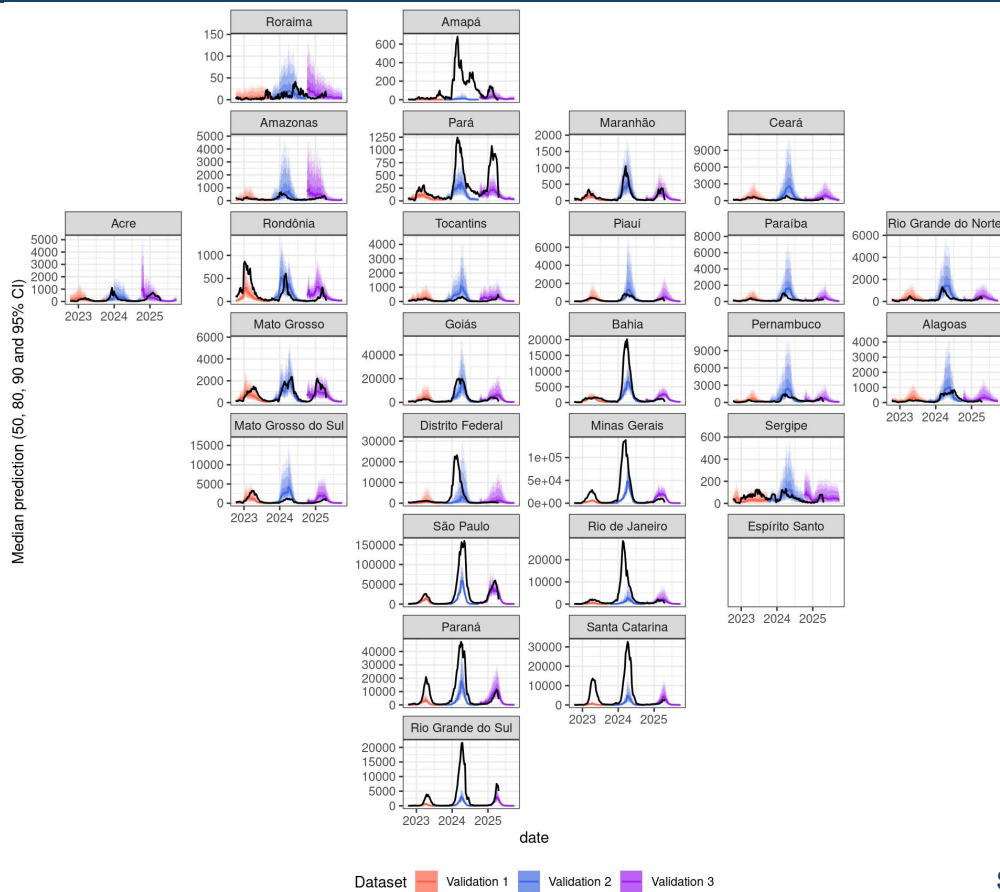 Roraima
Amapá
150
100
50
0
600
400
200
0
Amazonas
Pará
Maranhão
Ceará
5000
4000
3000
2000
1000
0
1250
1000
750
500
250
0
2000
1500
1000
500
0
9000
6000
3000
0
Acre
Rondônia
Tocantins
Piauí
Paraíba
Rio Grande do Norte
5000
4000
3000
2000
1000
0
1000
500
0
4000
3000
2000
1000
0
6000
4000
2000
0
8000
6000
4000
2000
0
6000
4000
2000
0
2023 2024 2025
Mato Grosso
Goiás
Bahia
Pernambuco
Alagoas
6000
4000
2000
0
40000
20000
0
20000
15000
10000
5000
0
9000
6000
3000
0
4000
3000
2000
1000
0
2023 2024 2025
Mato Grosso do Sul
Distrito Federal
Minas Gerais
Sergipe
15000
10000
5000
0
30000
20000
10000
0
1e+05
5e+04
0e+00
600
400
200
0
2023 2024 2025
São Paulo
Rio de Janeiro
Espírito Santo
150000
100000
50000
0
20000
10000
0
2023 2024 2025
Paraná
Santa Catarina
40000
30000
20000
10000
0
30000
20000
10000
0
2023 2024 2025
Rio Grande do Sul
20000
15000
10000
5000
0
2023 2024 2025
Median prediction (50, 80, 90 and 95% CI)
date
Dataset Validation 1 Validation 2 Validation 3